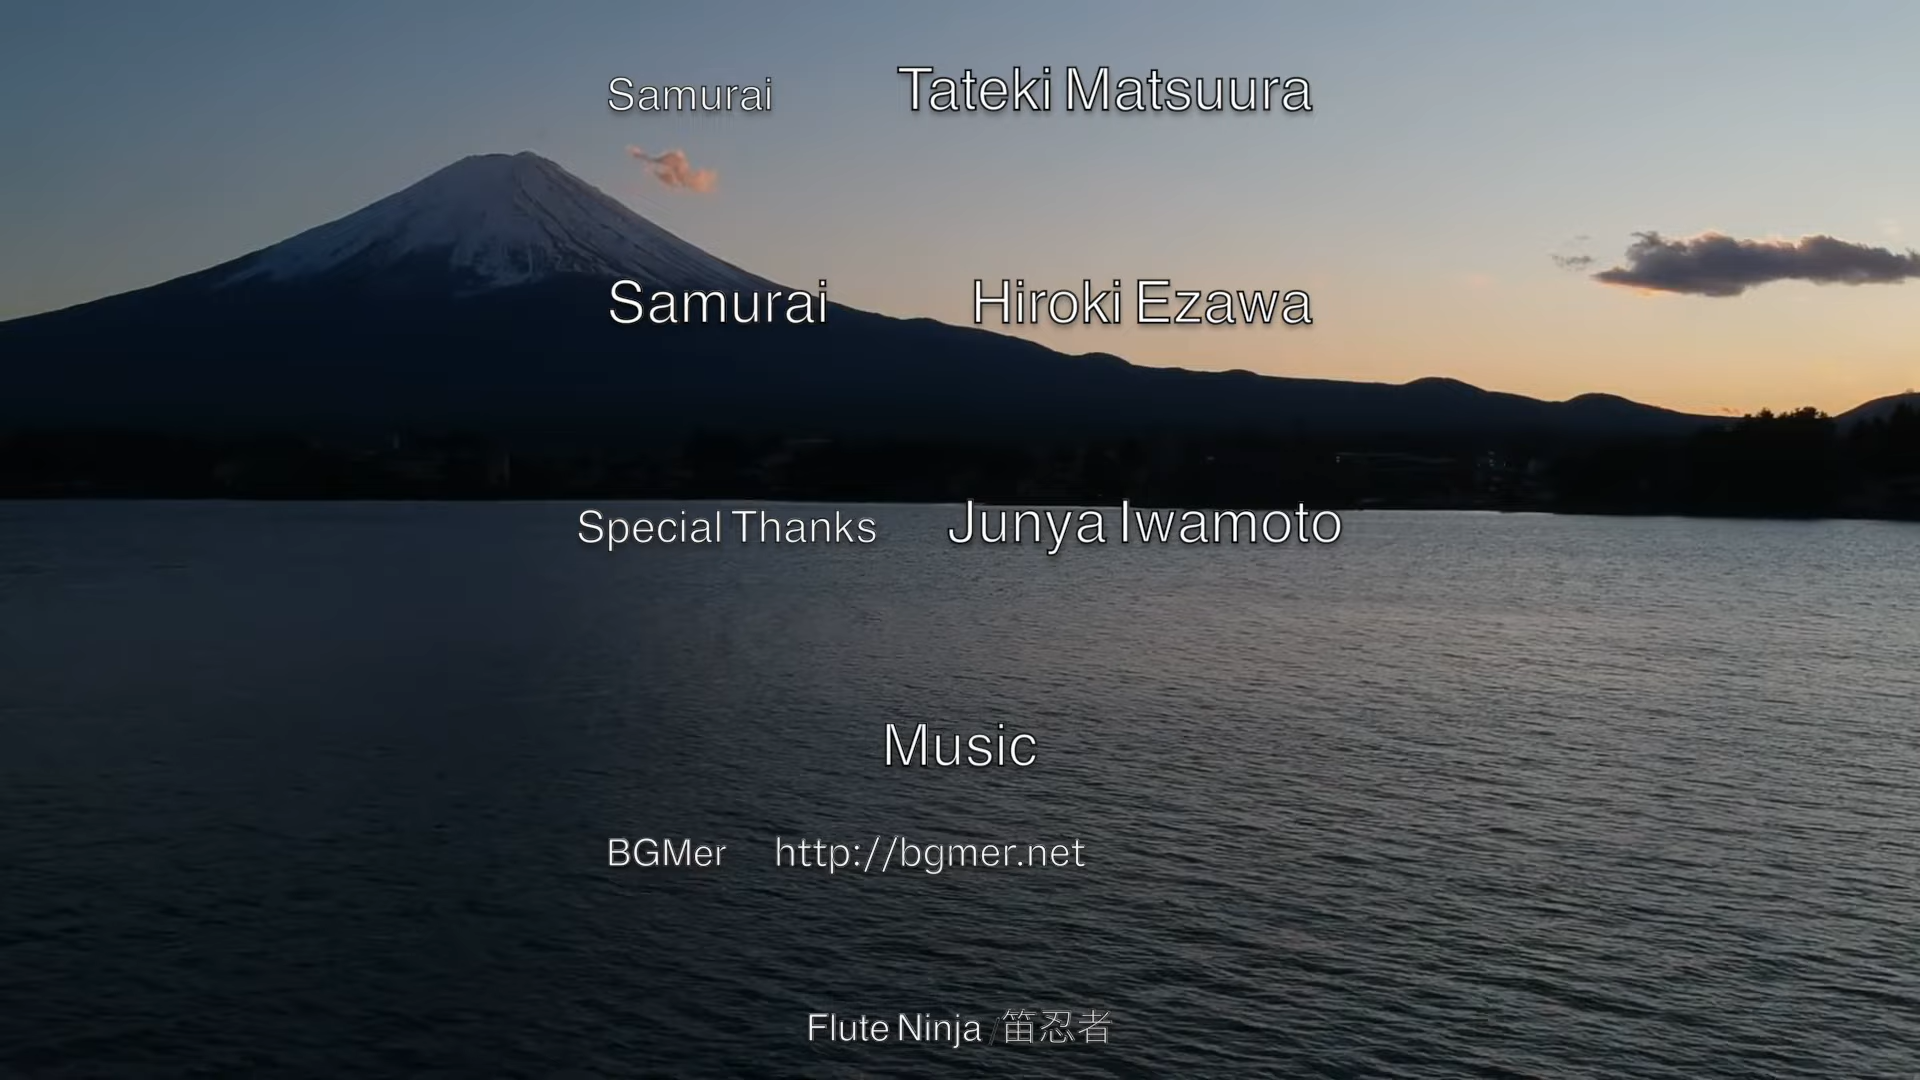 Samurai Tateki Matsuura
Samurai Hiroki Ezawa
Special Thanks Junya Iwamoto
Music
BGMer http://bgmer.net
Flute Ninja /笛忍者